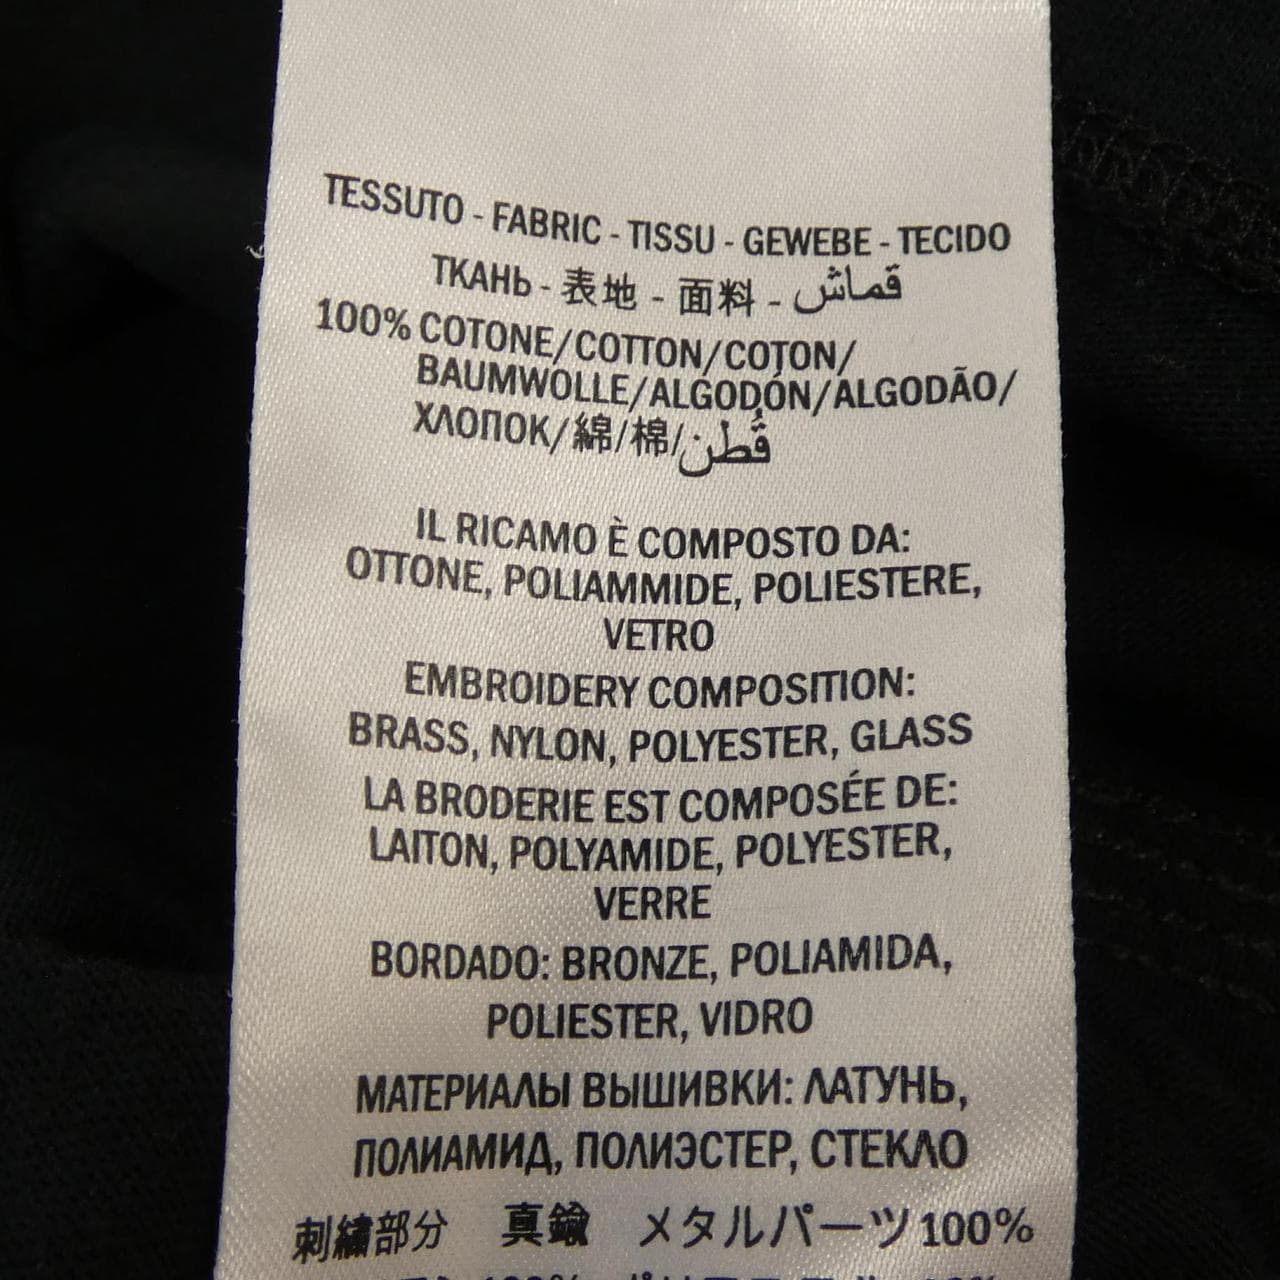 TESSUTO - FABRIC - TISSU - GEWEBE - TECIDO
ТКАНЬ - 表地 - 面料 - قماش
100% COTONE/COTTON/COTON/
BAUMWOLLE/ALGODÓN/ALGODÃO/
ХЛОПОК/綿/棉/قُطن
IL RICAMO È COMPOSTO DA:
OTTONE, POLIAMMIDE, POLIESTERE,
VETRO
EMBROIDERY COMPOSITION:
BRASS, NYLON, POLYESTER, GLASS
LA BRODERIE EST COMPOSÉE DE:
LAITON, POLYAMIDE, POLYESTER,
VERRE
BORDADO: BRONZE, POLIAMIDA,
POLIESTER, VIDRO
МАТЕРИАЛЫ ВЫШИВКИ: ЛАТУНЬ,
ПОЛИАМИД, ПОЛИЭСТЕР, СТЕКЛО
刺繍部分 真鍮 メタルパーツ100%